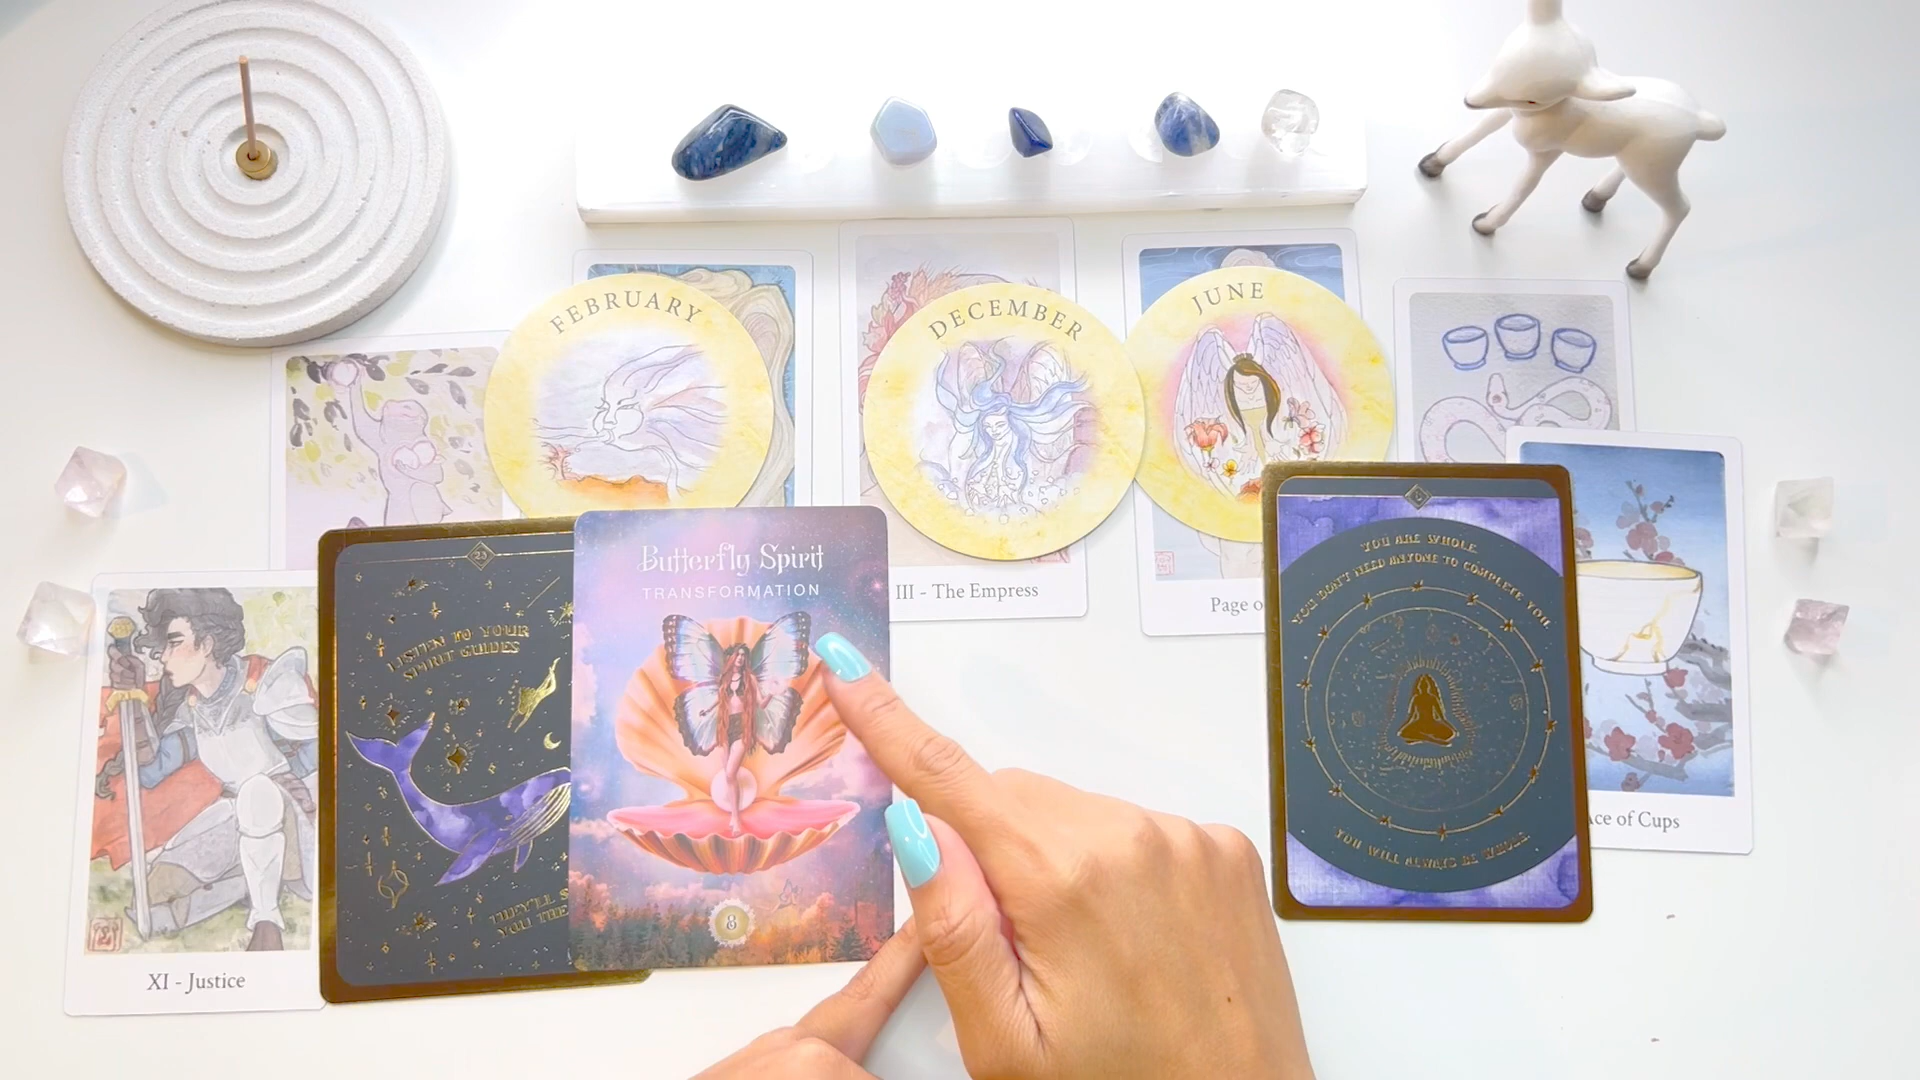 FEBRUARY
DECEMBER
JUNE
III - The Empress
Page o
XI - Justice
23
LISTEN TO YOUR
SPIRIT GUIDES
THEY'LL S
YOU THE
Butterfly Spirit
TRANSFORMATION
8
YOU ARE WHOLE.
YOU DON'T NEED ANYONE TO COMPLETE YOU
YOU WILL ALWAYS BE WHOLE.
Ace of Cups